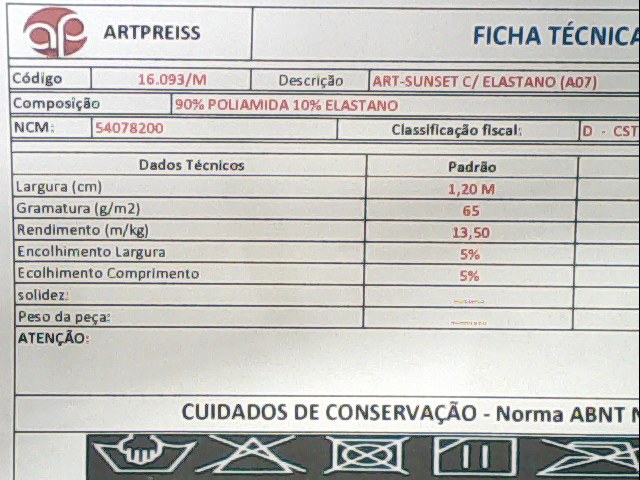 ap ARTPREISS FICHA TÉCNICA
Código 16.093/M Descrição ART-SUNSET C/ ELASTANO (A07)
Composição 90% POLIAMIDA 10% ELASTANO
NCM: 54078200 Classificação fiscal: D - CST
Dados Técnicos Padrão
Largura (cm) 1,20 M
Gramatura (g/m2) 65
Rendimento (m/kg) 13,50
Encolhimento Largura 5%
Ecolhimento Comprimento 5%
solidez:
Peso da peça:
ATENÇÃO:
CUIDADOS DE CONSERVAÇÃO - Norma ABNT N